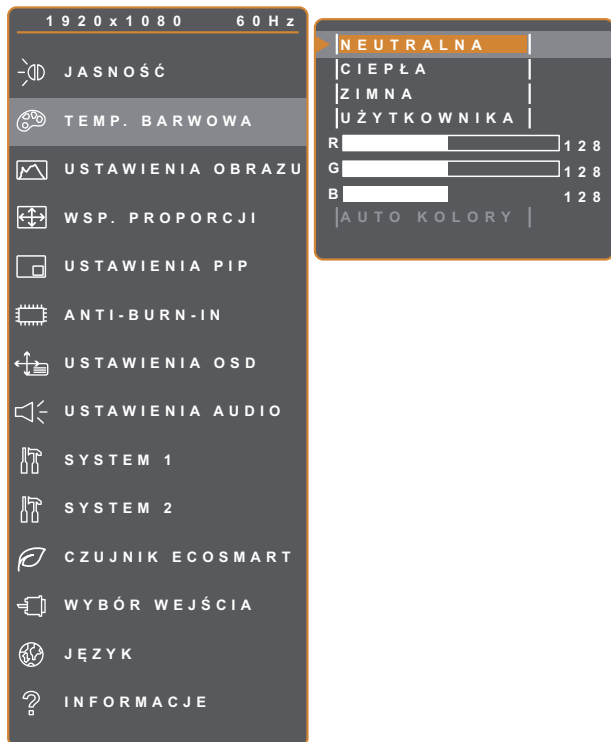 1920x1080 60Hz
JASNOŚĆ
TEMP. BARWOWA
USTAWIENIA OBRAZU
WSP. PROPORCJI
USTAWIENIA PIP
ANTI-BURN-IN
USTAWIENIA OSD
USTAWIENIA AUDIO
SYSTEM 1
SYSTEM 2
CZUJNIK ECOSMART
WYBÓR WEJŚCIA
JĘZYK
INFORMACJE
NEUTRALNA
CIEPŁA
ZIMNA
UŻYTKOWNIKA
R 128
G 128
B 128
AUTO KOLORY